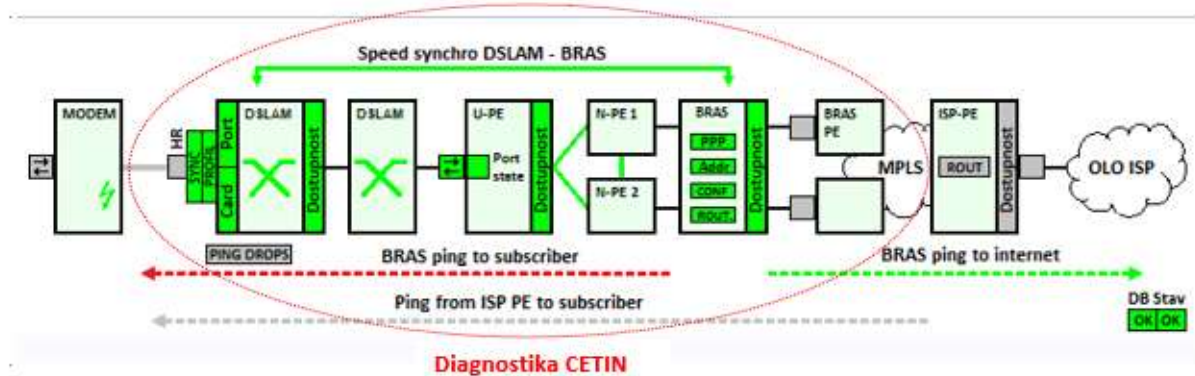 Speed synchro DSLAM - BRAS
MODEM
HR
SYNC
PROFIL
Port
Card
DSLAM
Dostupnost
DSLAM
U-PE
Port
state
Dostupnost
N-PE 1
N-PE 2
BRAS
PPP
Addr
CONF
ROUT.
Dostupnost
BRAS
PE
MPLS
ISP-PE
ROUT
Dostupnost
OLO ISP
PING DROPS
BRAS ping to subscriber
BRAS ping to internet
Ping from ISP PE to subscriber
DB Stav
OK OK
Diagnostika CETIN